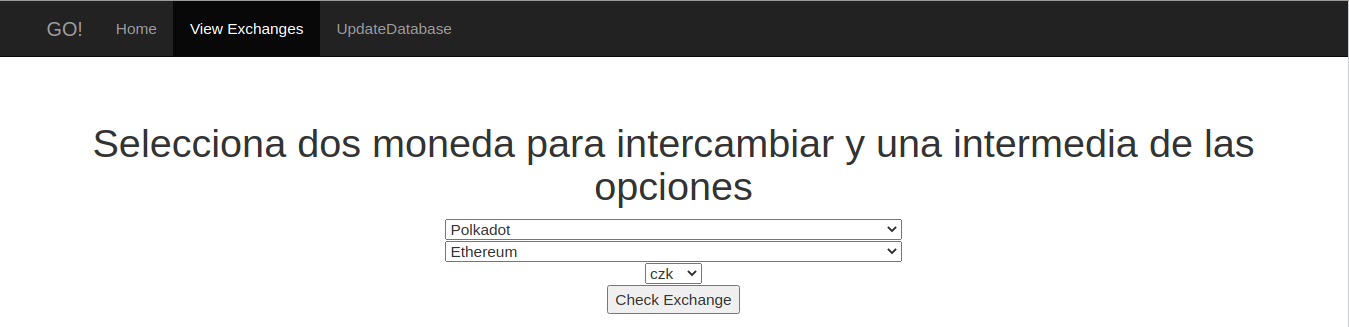 GO! Home View Exchanges UpdateDatabase
Selecciona dos moneda para intercambiar y una intermedia de las
opciones
Polkadot
Ethereum
czk
Check Exchange